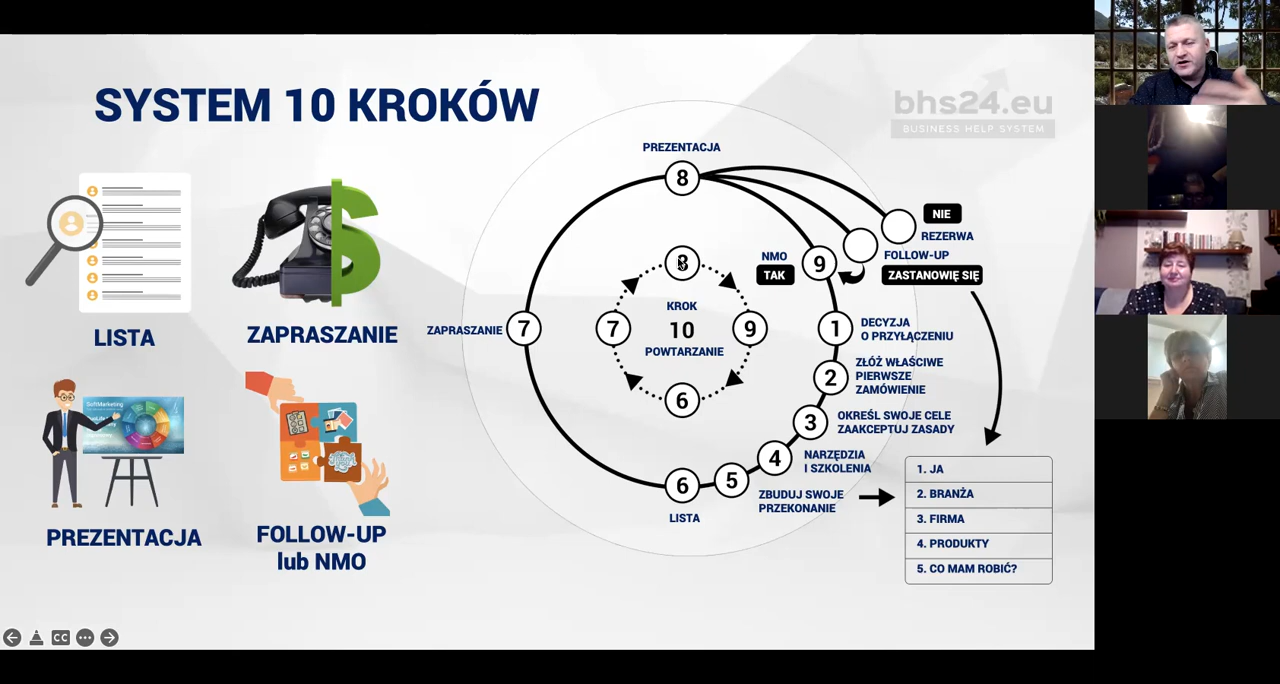 SYSTEM 10 KROKÓW
bhs24.eu
BUSINESS HELP SYSTEM
LISTA
ZAPRASZANIE
SoftMarketing
PREZENTACJA
FOLLOW-UP
lub NMO
PREZENTACJA
8
NIE
REZERWA
FOLLOW-UP
ZASTANOWIĘ SIĘ
NMO
TAK
9
ZAPRASZANIE
7
8
7
9
6
KROK
10
POWTARZANIE
1
DECYZJA
O PRZYŁĄCZENIU
2
ZŁÓŻ WŁAŚCIWE
PIERWSZE
ZAMÓWIENIE
3
OKREŚL SWOJE CELE
ZAAKCEPTUJ ZASADY
4
NARZĘDZIA
I SZKOLENIA
5
ZBUDUJ SWOJE
PRZEKONANIE
6
LISTA
1. JA
2. BRANŻA
3. FIRMA
4. PRODUKTY
5. CO MAM ROBIĆ?
CC